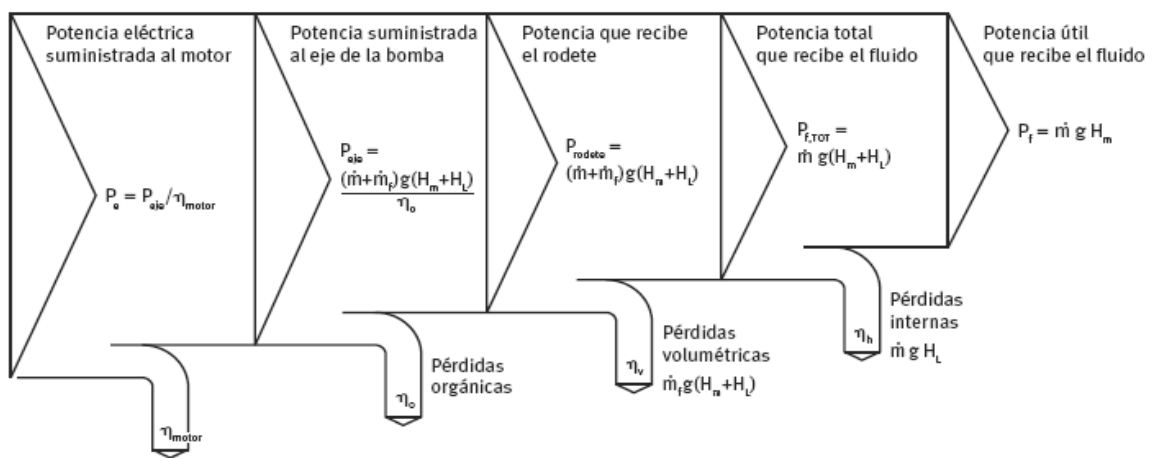 Potencia eléctrica
suministrada al motor
Pe = Peje/ηmotor
ηmotor
Potencia suministrada
al eje de la bomba
Peje =
(ṁ+ṁf)g(Hm+HL)
ηo
Pérdidas
orgánicas
ηo
Potencia que recibe
el rodete
Prodete =
(ṁ+ṁf)g(Hm+HL)
Pérdidas
volumétricas
ηv
ṁf g(Hm+HL)
Potencia total
que recibe el fluido
Pf,TOT =
ṁ g(Hm+HL)
Pérdidas
internas
ηh
ṁ g HL
Potencia útil
que recibe el fluido
Pf = ṁ g Hm